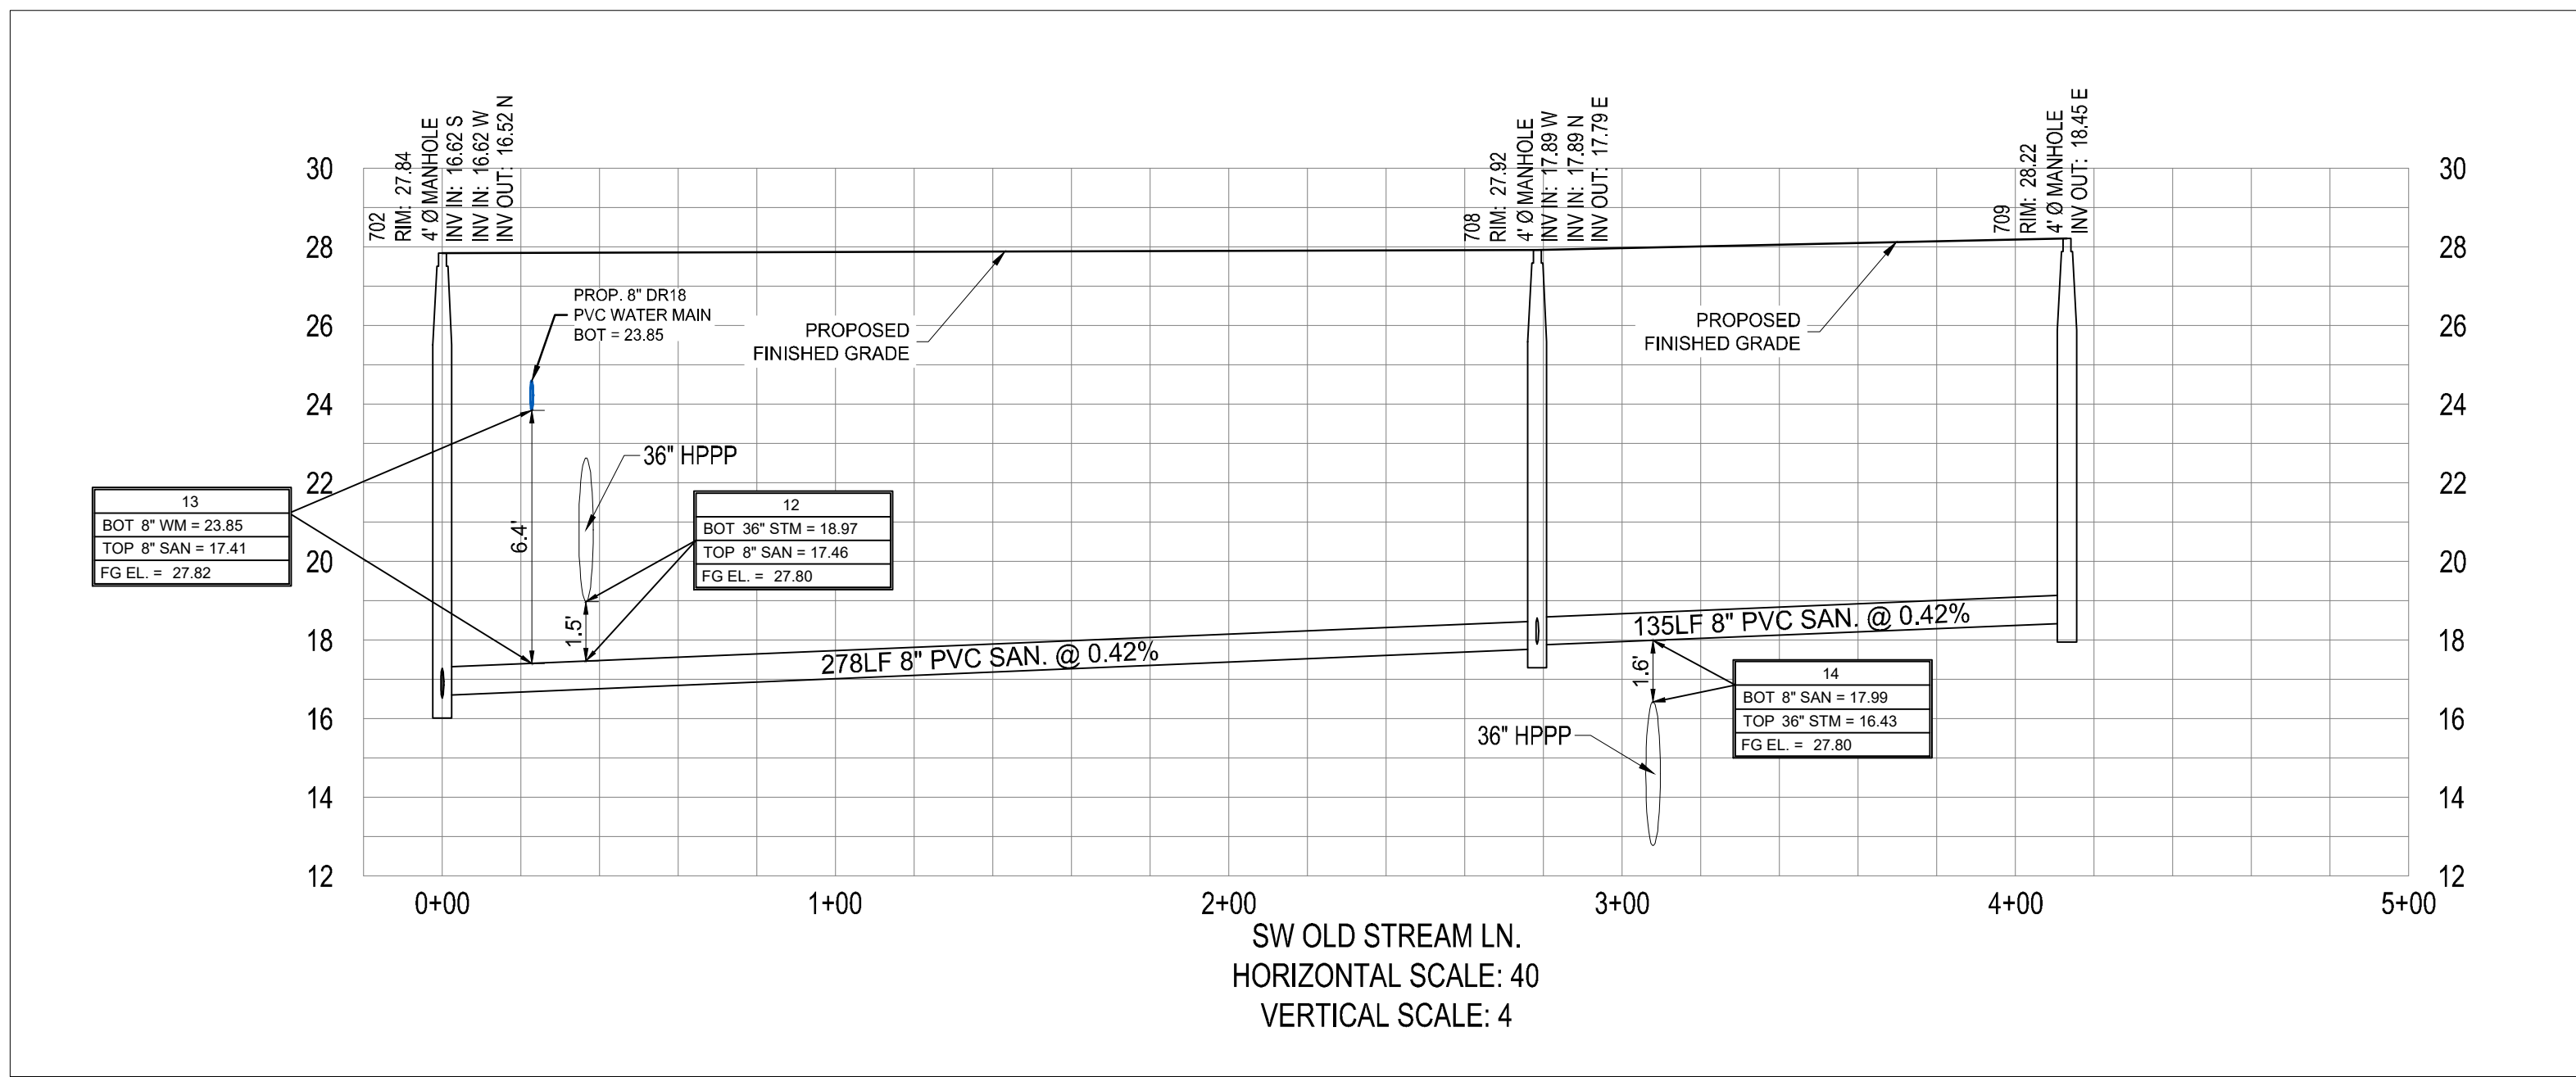 702
RIM: 27.84
4' Ø MANHOLE
INV IN: 16.62 S
INV IN: 16.62 W
INV OUT: 16.52 N
708
RIM: 27.92
4' Ø MANHOLE
INV IN: 17.89 W
INV IN: 17.89 N
INV OUT: 17.79 E
709
RIM: 28.22
4' Ø MANHOLE
INV OUT: 18.45 E
30
28
26
24
22
20
18
16
14
12
30
28
26
24
22
20
18
16
14
12
PROP. 8" DR18
PVC WATER MAIN
BOT = 23.85
PROPOSED
FINISHED GRADE
PROPOSED
FINISHED GRADE
36" HPPP
13
BOT 8" WM = 23.85
TOP 8" SAN = 17.41
FG EL. = 27.82
6.4'
12
BOT 36" STM = 18.97
TOP 8" SAN = 17.46
FG EL. = 27.80
1.5'
278LF 8" PVC SAN. @ 0.42%
135LF 8" PVC SAN. @ 0.42%
1.6'
14
BOT 8" SAN = 17.99
TOP 36" STM = 16.43
FG EL. = 27.80
36" HPPP
0+00
1+00
2+00
3+00
4+00
5+00
SW OLD STREAM LN.
HORIZONTAL SCALE: 40
VERTICAL SCALE: 4